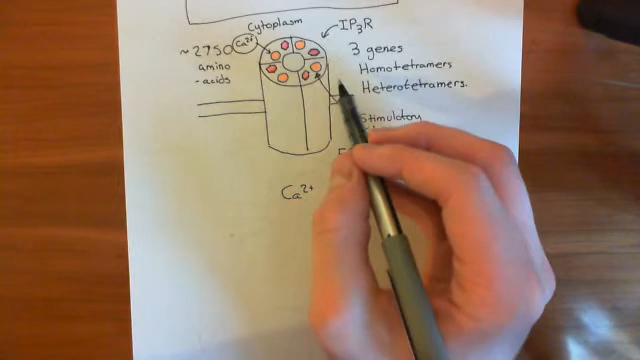 Cytoplasm
IP3R
~2750
amino
-acids
Ca2+
3 genes
Homotetramers
Heterotetramers.
Stimulatory
Ca2+